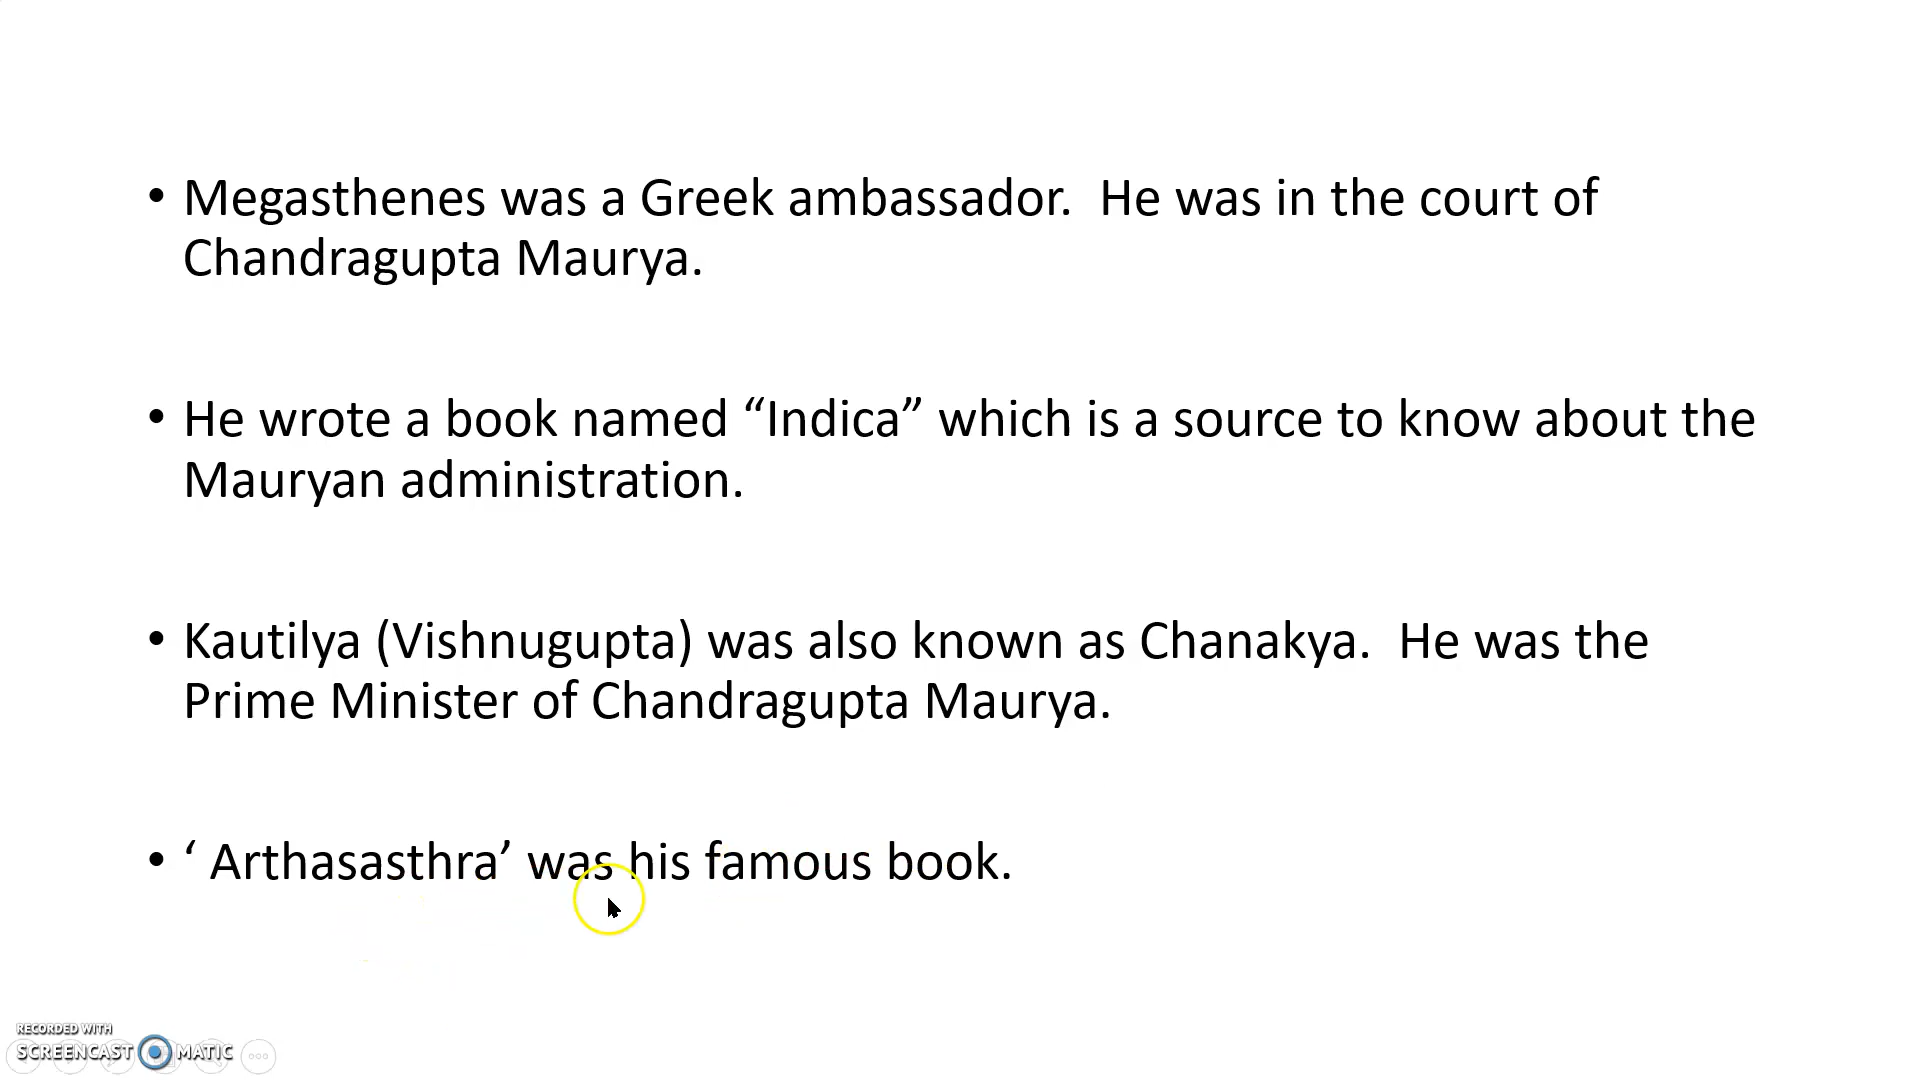 • Megasthenes was a Greek ambassador.  He was in the court of
Chandragupta Maurya.
• He wrote a book named “Indica” which is a source to know about the
Mauryan administration.
• Kautilya (Vishnugupta) was also known as Chanakya.  He was the
Prime Minister of Chandragupta Maurya.
• ‘ Arthasasthra’ was his famous book.
RECORDED WITH
SCREENCAST MATIC